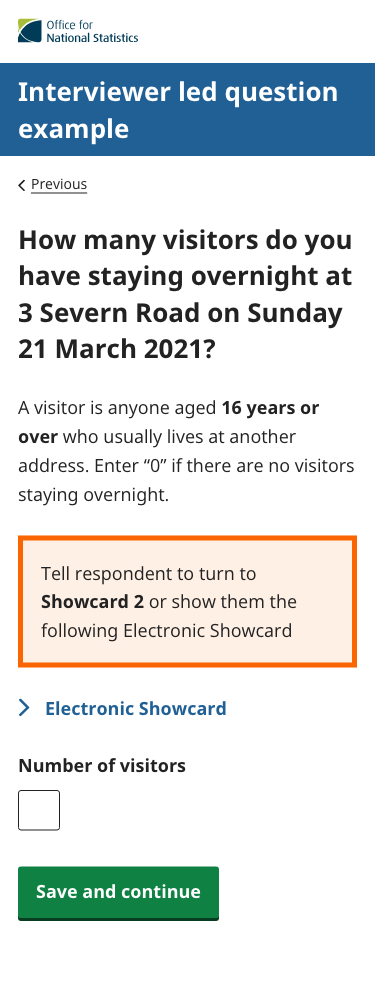 Office for
National Statistics
Interviewer led question
example
Previous
How many visitors do you
have staying overnight at
3 Severn Road on Sunday
21 March 2021?
A visitor is anyone aged 16 years or
over who usually lives at another
address. Enter “0” if there are no visitors
staying overnight.
Tell respondent to turn to
Showcard 2 or show them the
following Electronic Showcard
Electronic Showcard
Number of visitors
Save and continue